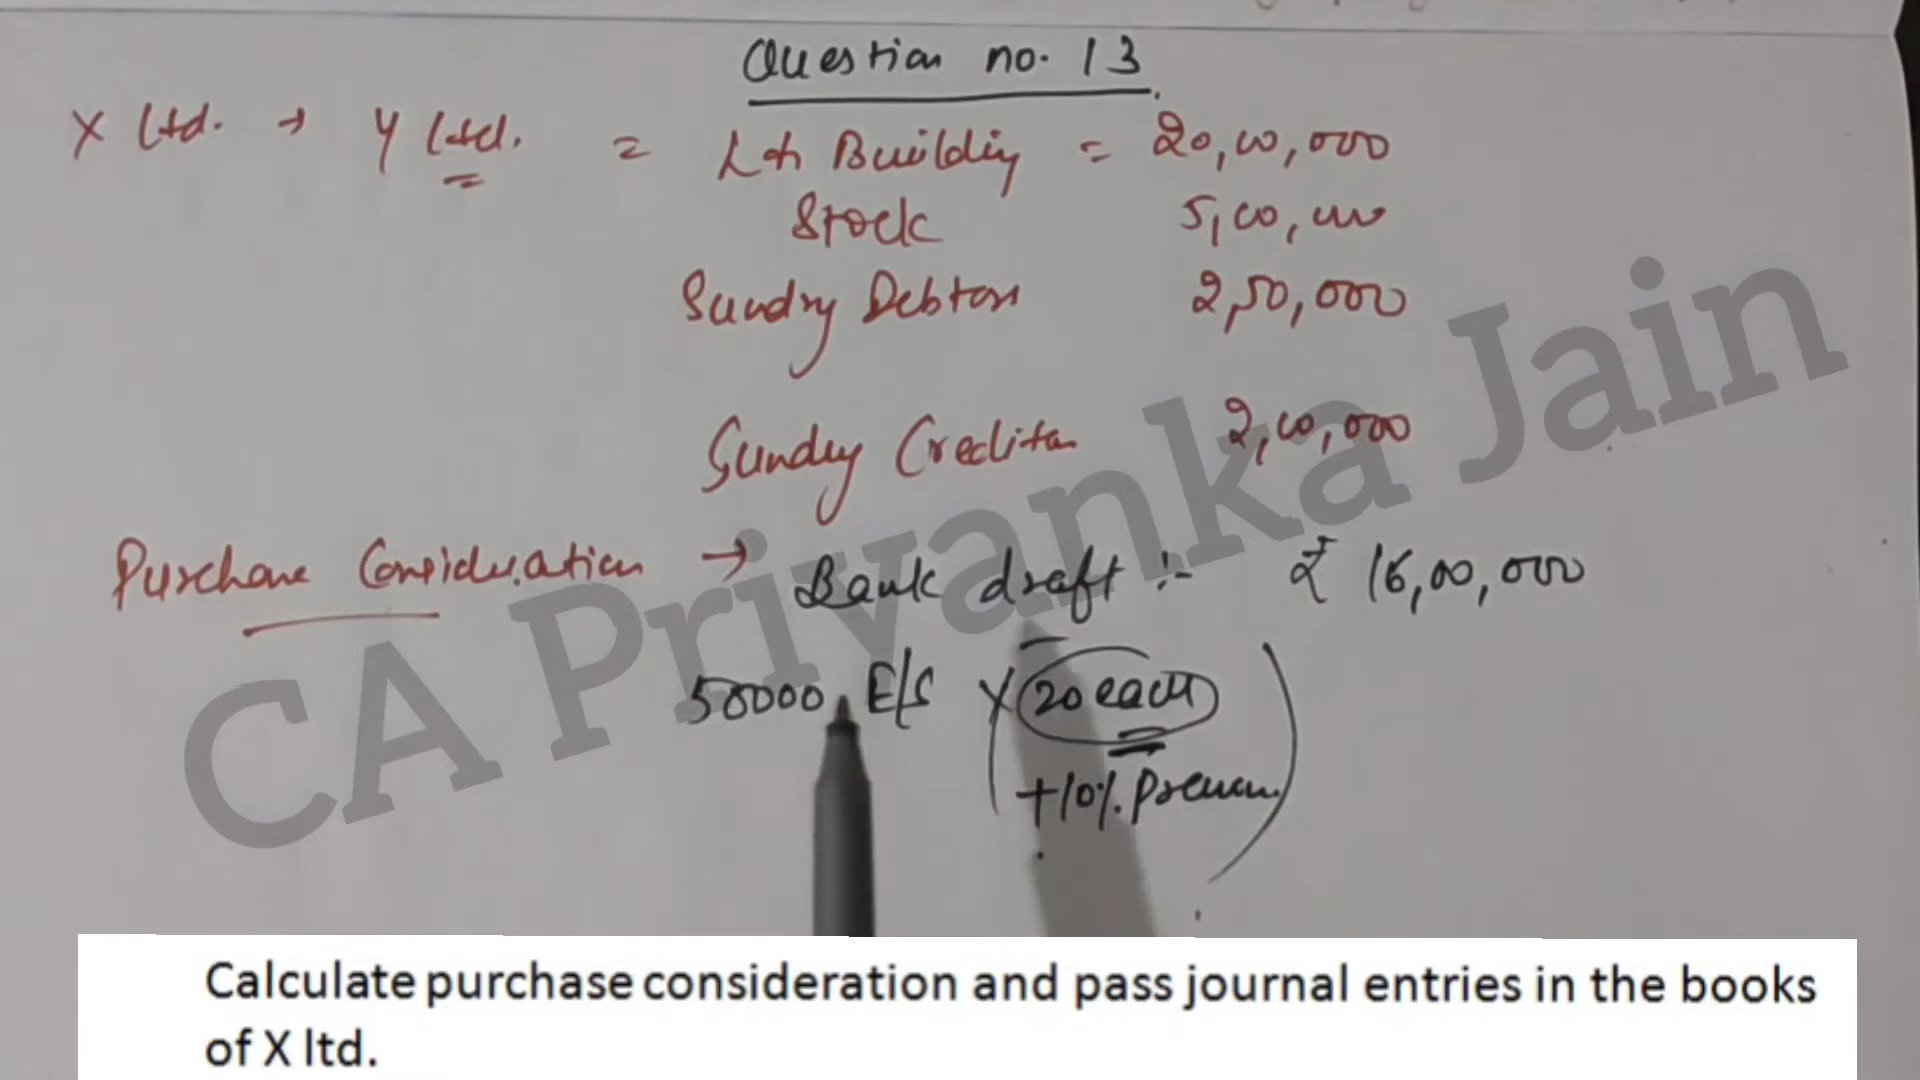 Question no. 13
X Ltd. → Y Ltd. = L&h Building = 20,00,000
Stock 5,00,000
Sundry Debtors 2,50,000
Sundry Creditors 2,00,000
Purchase Consideration → Bank draft :- ₹ 16,00,000
50000 E/S × (20 each
+10% Premium)
CA Priyanka Jain
Calculate purchase consideration and pass journal entries in the books
of X ltd.